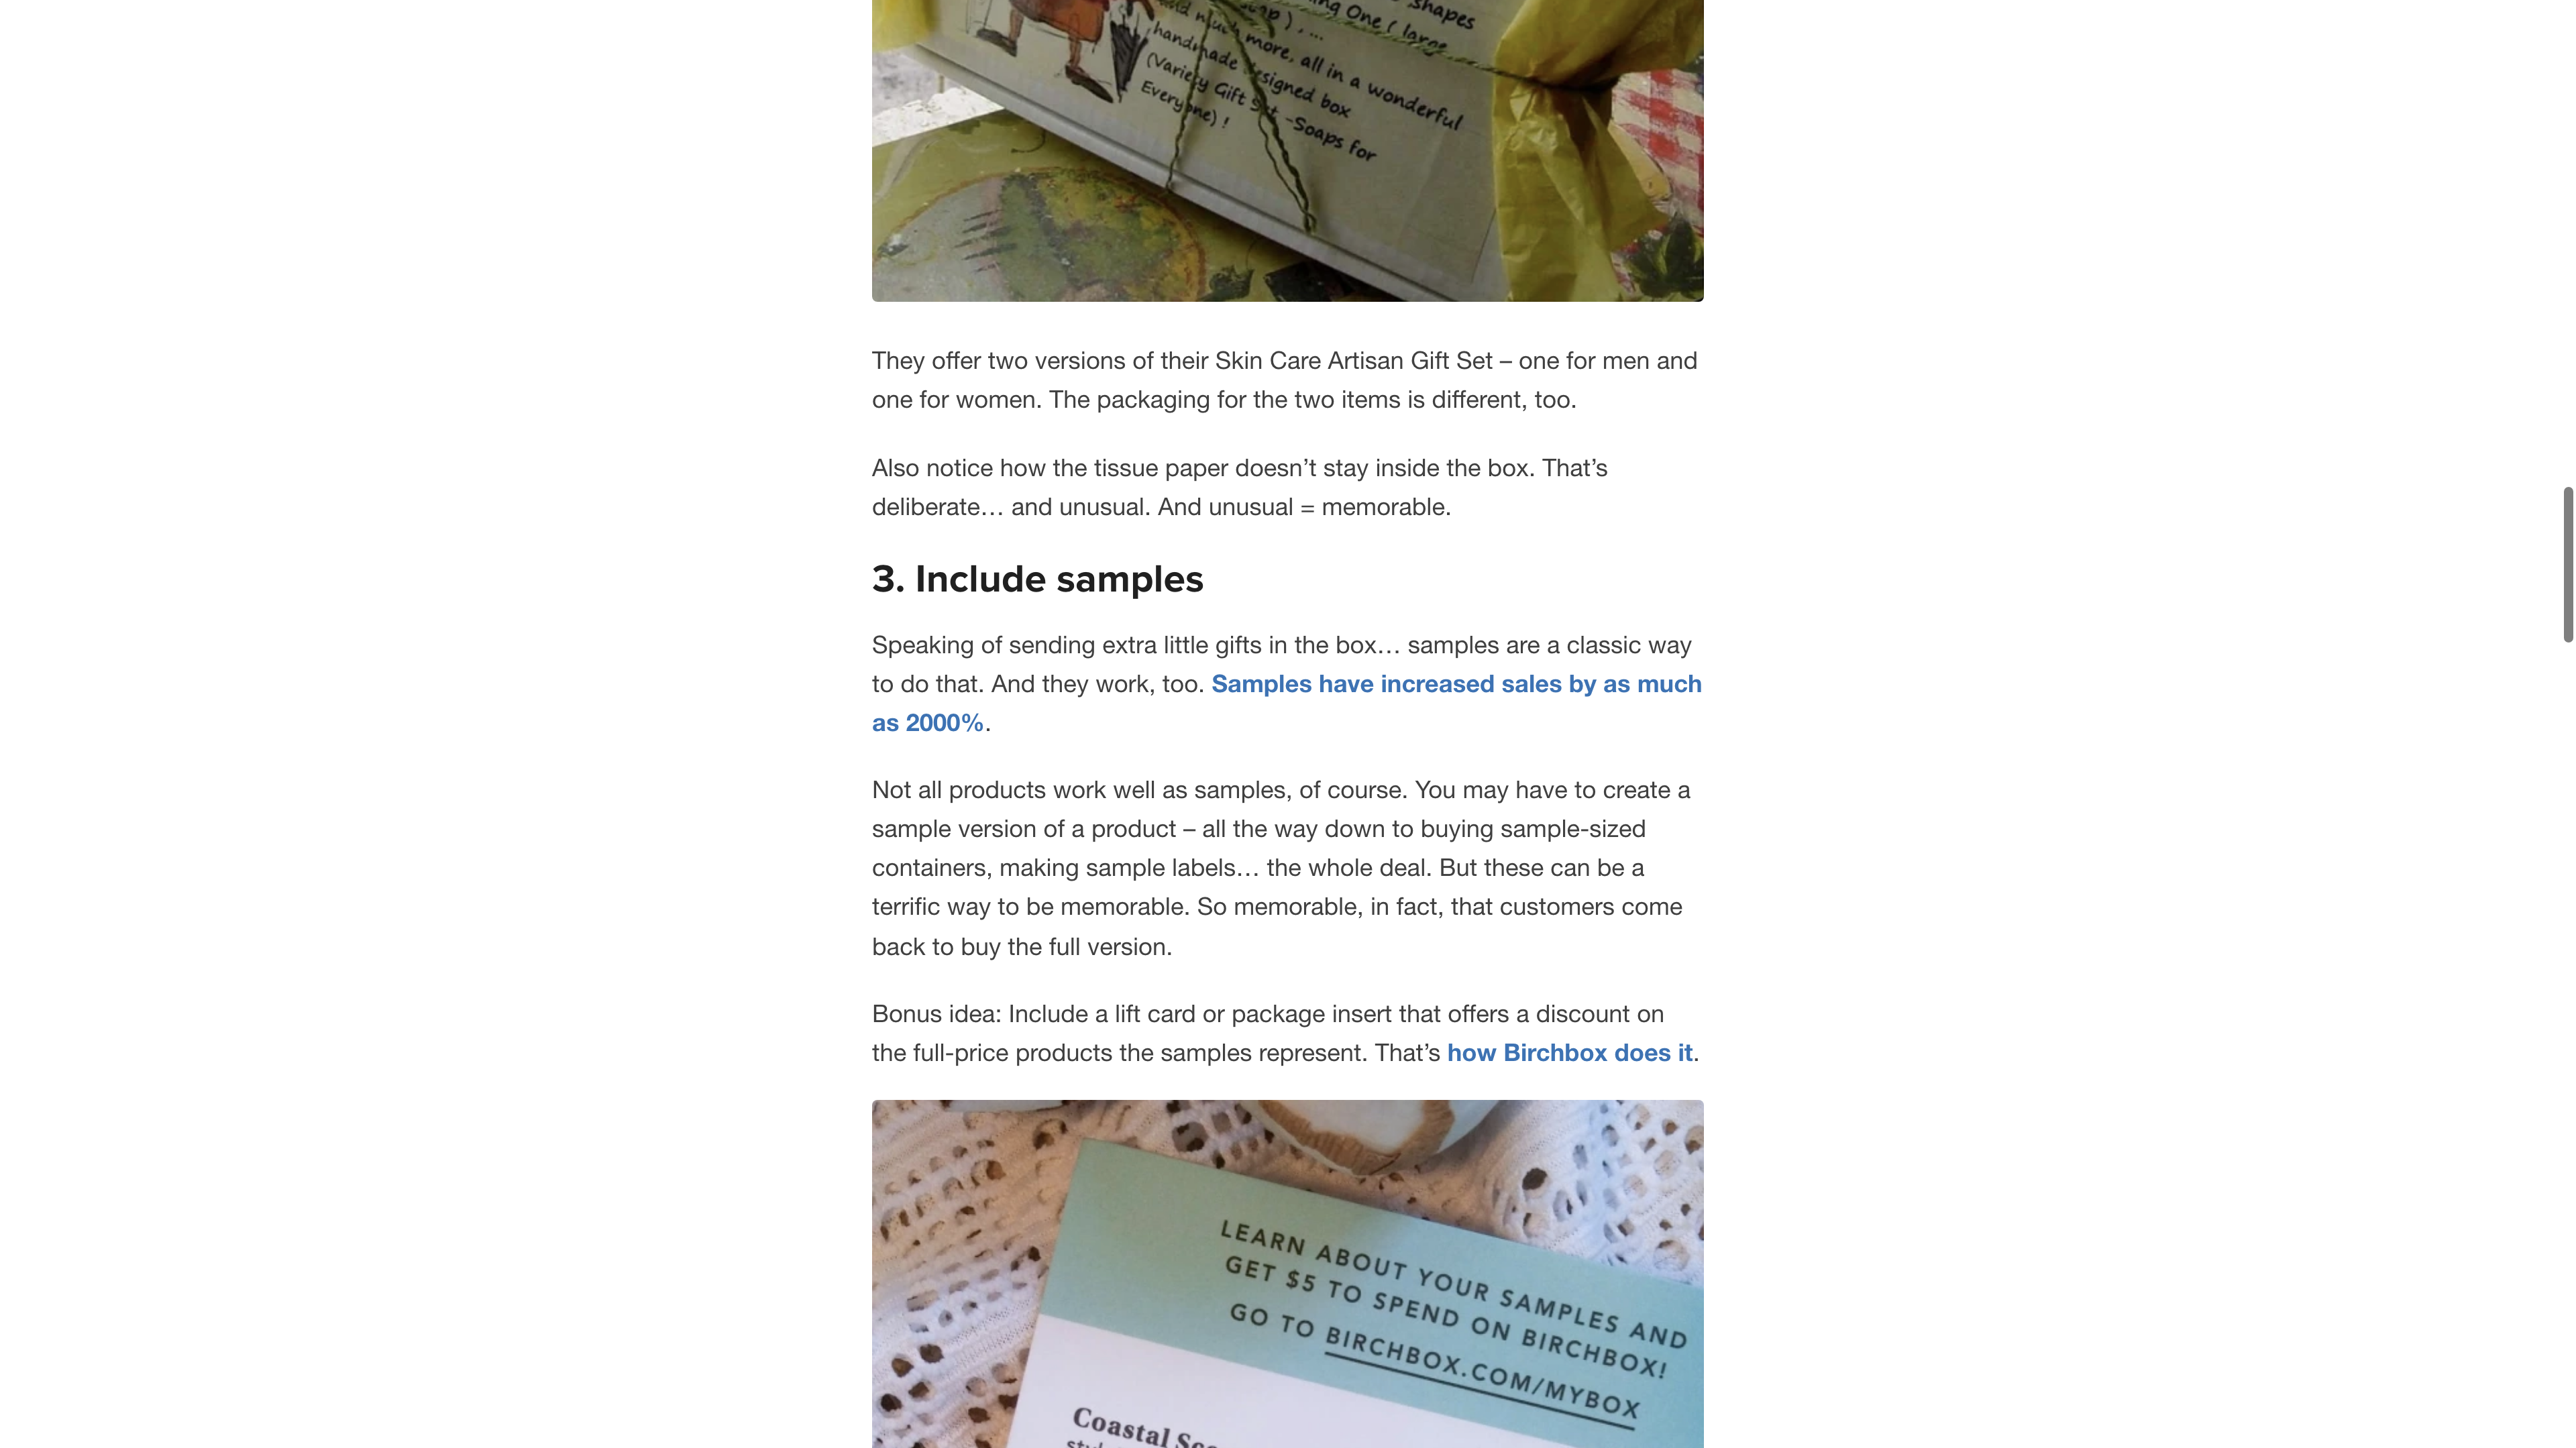 shapes
ing One ( large
and much more, all in a wonderful
handmade designed box
(Variety Gift Set -Soaps for
Everyone) !
They offer two versions of their Skin Care Artisan Gift Set – one for men and
one for women. The packaging for the two items is different, too.
Also notice how the tissue paper doesn’t stay inside the box. That’s
deliberate… and unusual. And unusual = memorable.
3. Include samples
Speaking of sending extra little gifts in the box… samples are a classic way
to do that. And they work, too. Samples have increased sales by as much
as 2000%.
Not all products work well as samples, of course. You may have to create a
sample version of a product – all the way down to buying sample-sized
containers, making sample labels… the whole deal. But these can be a
terrific way to be memorable. So memorable, in fact, that customers come
back to buy the full version.
Bonus idea: Include a lift card or package insert that offers a discount on
the full-price products the samples represent. That’s how Birchbox does it.
LEARN ABOUT YOUR SAMPLES AND
GET $5 TO SPEND ON BIRCHBOX!
GO TO BIRCHBOX.COM/MYBOX
Coastal